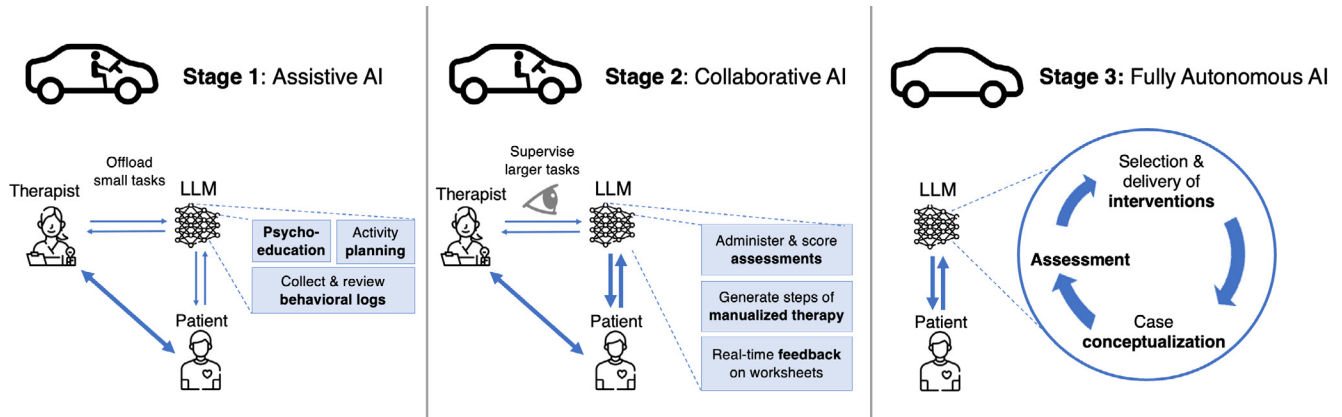 Stage 1: Assistive AI
Offload
small tasks
Therapist
LLM
Psycho-
education
Activity
planning
Collect & review
behavioral logs
Patient
Stage 2: Collaborative AI
Supervise
larger tasks
Therapist
LLM
Administer & score
assessments
Generate steps of
manualized therapy
Patient
Real-time feedback
on worksheets
Stage 3: Fully Autonomous AI
LLM
Selection &
delivery of
interventions
Assessment
Case
conceptualization
Patient